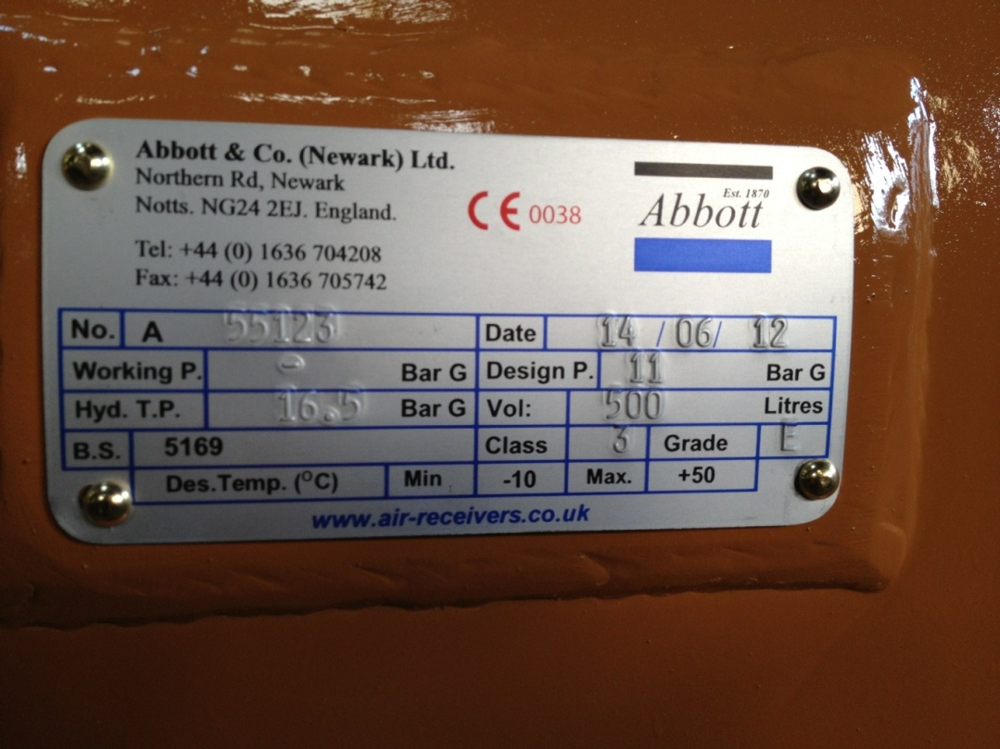 Abbott & Co. (Newark) Ltd.
Northern Rd, Newark
Notts. NG24 2EJ. England.
Tel: +44 (0) 1636 704208
Fax: +44 (0) 1636 705742
CE 0038
Est. 1870
Abbott
No. A 55123 Date 14 / 06 / 12
Working P. - Bar G Design P. 11 Bar G
Hyd. T.P. 16.5 Bar G Vol: 500 Litres
B.S. 5169 Class 3 Grade E
Des.Temp. (°C) Min -10 Max. +50
www.air-receivers.co.uk